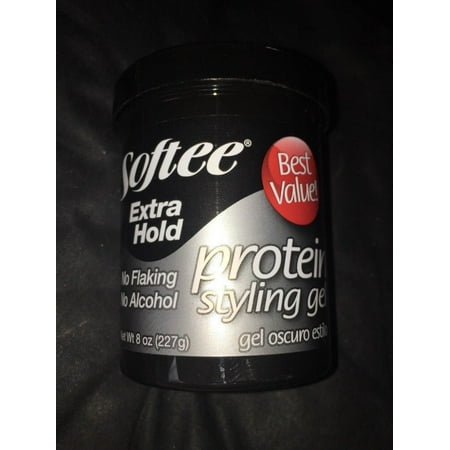 Softee®
Best
Value!
Extra
Hold
protein
styling gel
No Flaking
No Alcohol
Net Wt 8 oz (227g)
gel oscuro estilo